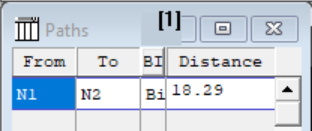 Paths [1]
From To BI Distance
N1 N2 Bi 18.29